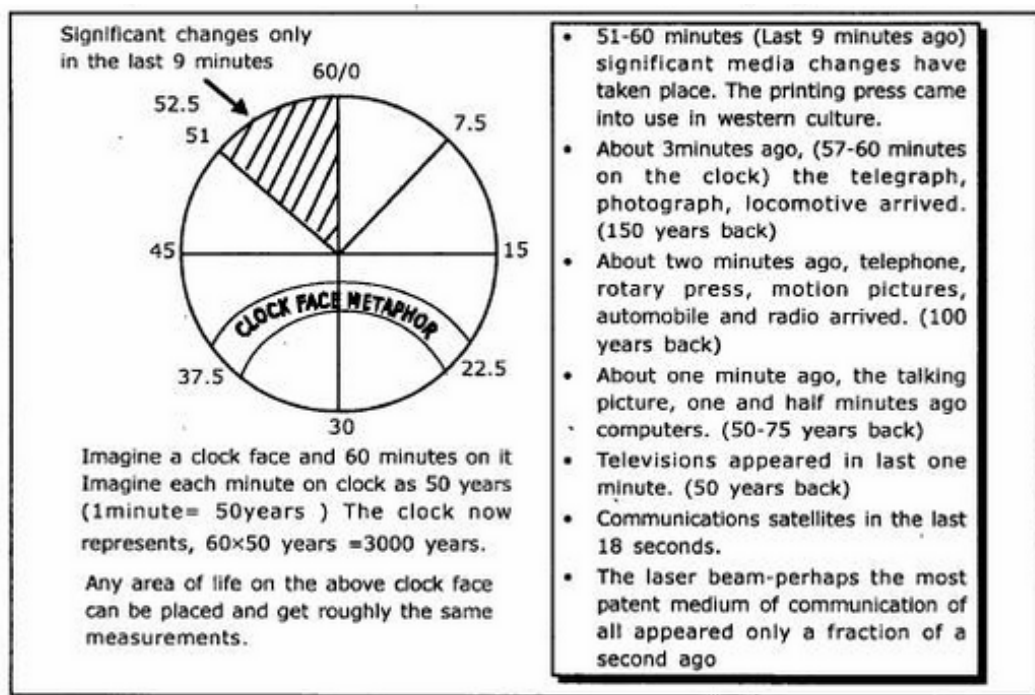 Significant changes only
in the last 9 minutes
60/0
52.5
51
7.5
45
15
CLOCK FACE METAPHOR
37.5
22.5
30
Imagine a clock face and 60 minutes on it
Imagine each minute on clock as 50 years
(1minute= 50years ) The clock now
represents, 60×50 years =3000 years.
Any area of life on the above clock face
can be placed and get roughly the same
measurements.
• 51-60 minutes (Last 9 minutes ago)
significant media changes have
taken place. The printing press came
into use in western culture.
• About 3minutes ago, (57-60 minutes
on the clock) the telegraph,
photograph, locomotive arrived.
(150 years back)
• About two minutes ago, telephone,
rotary press, motion pictures,
automobile and radio arrived. (100
years back)
• About one minute ago, the talking
picture, one and half minutes ago
computers. (50-75 years back)
• Televisions appeared in last one
minute. (50 years back)
• Communications satellites in the last
18 seconds.
• The laser beam-perhaps the most
patent medium of communication of
all appeared only a fraction of a
second ago